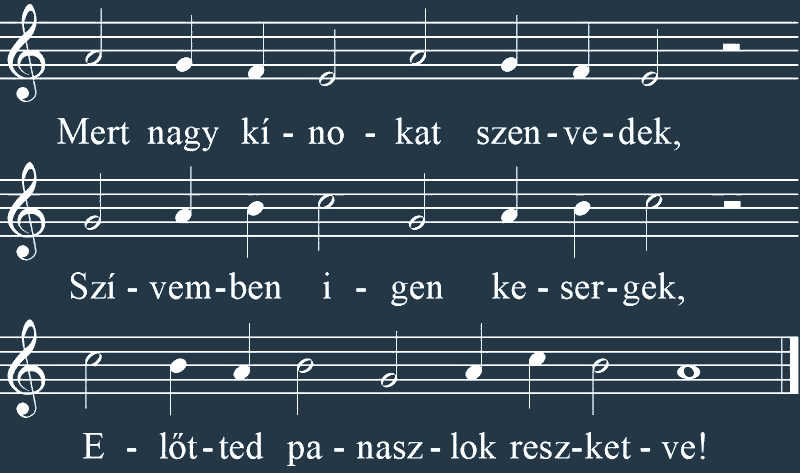 Mert nagy kí - no - kat szen-ve-dek,
Szí - vem-ben i - gen ke - ser-gek,
E - lőt-ted pa - nasz - lok resz-ket - ve!